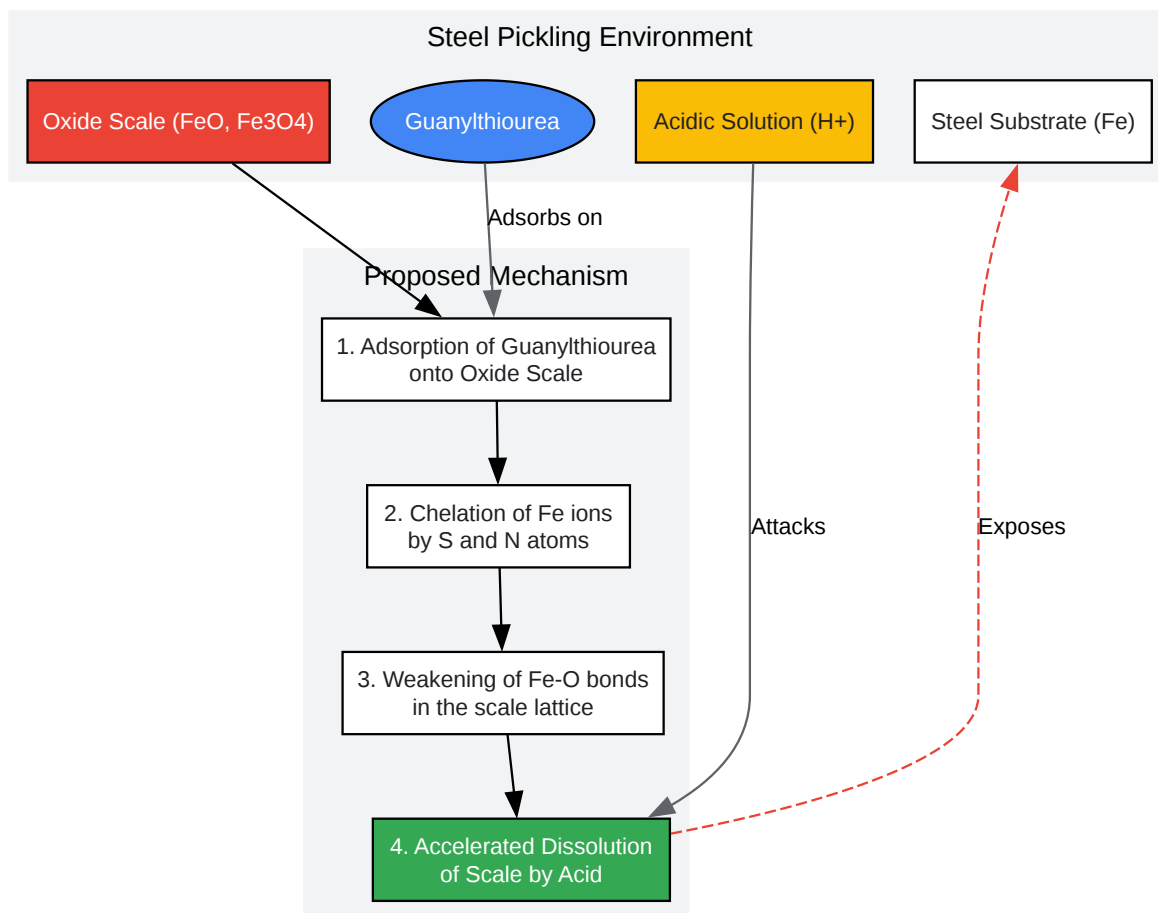 Steel Pickling Environment
Oxide Scale (FeO, Fe3O4)
Guanylthiourea
Acidic Solution (H+)
Steel Substrate (Fe)
Adsorbs on
Proposed Mechanism
1. Adsorption of Guanylthiourea
onto Oxide Scale
2. Chelation of Fe ions
by S and N atoms
Attacks
Exposes
3. Weakening of Fe-O bonds
in the scale lattice
4. Accelerated Dissolution
of Scale by Acid